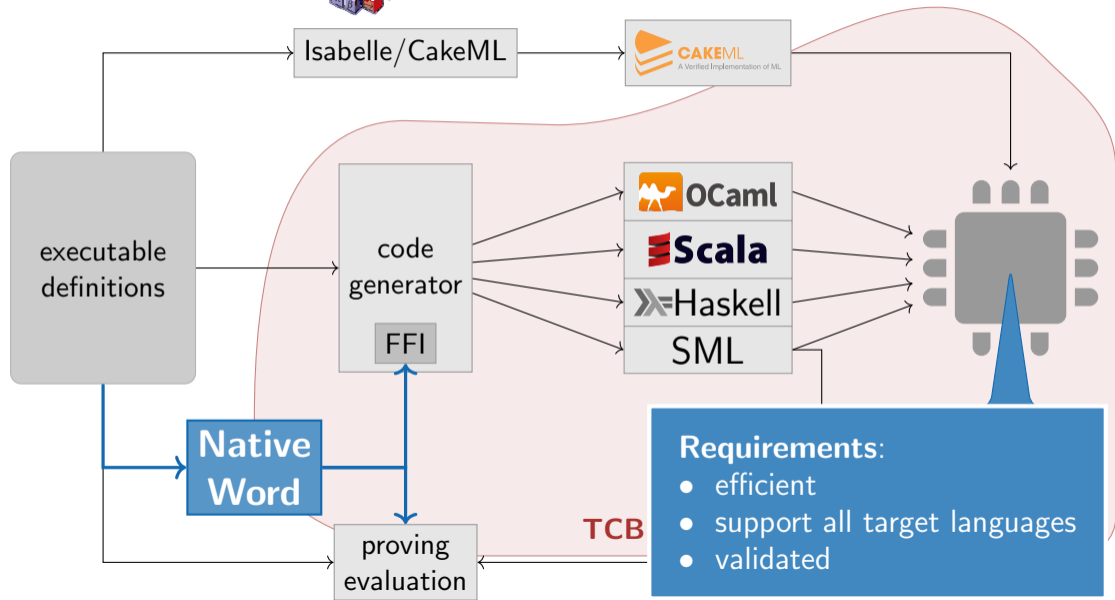 Isabelle/CakeML
CAKEML
A Verified Implementation of ML
executable
definitions
code
generator
FFI
OCaml
Scala
Haskell
SML
Native
Word
TCB
proving
evaluation
Requirements:
● efficient
● support all target languages
● validated